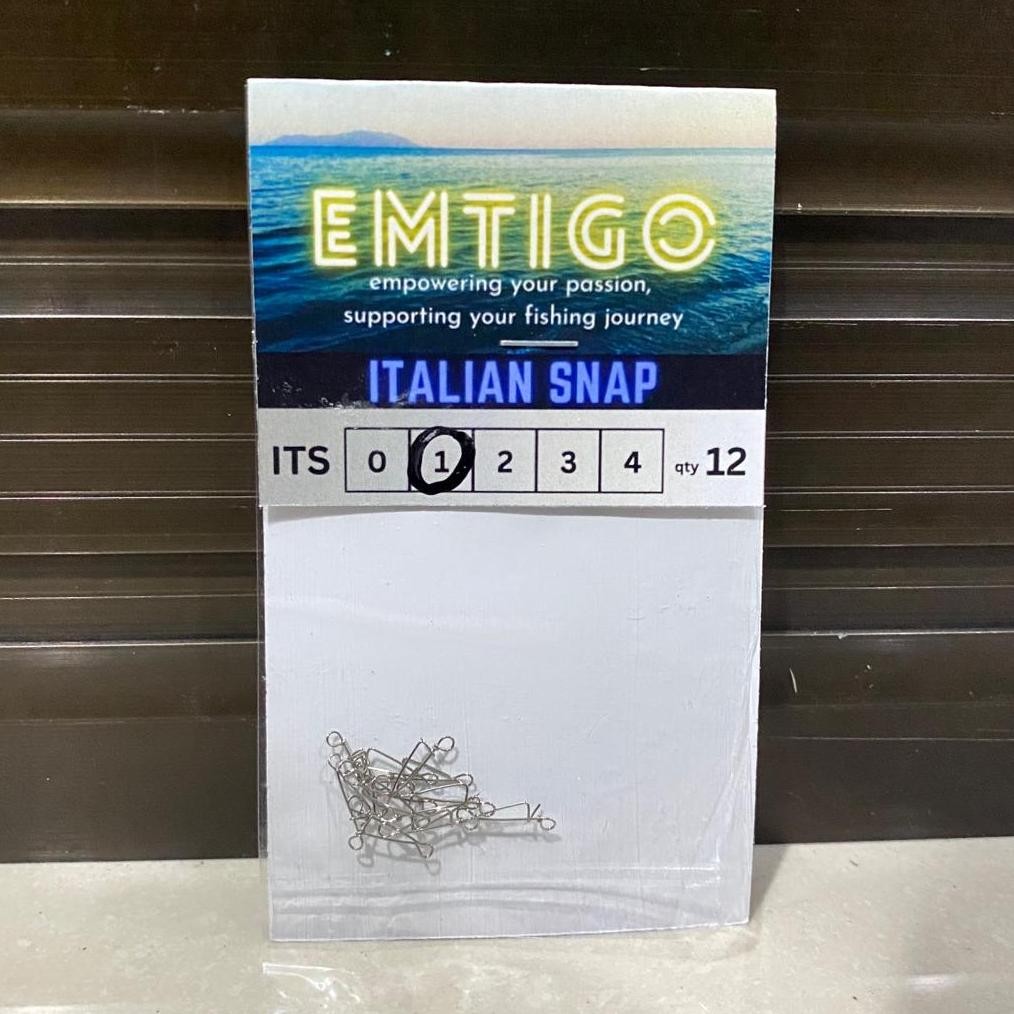 EMTIGO
empowering your passion,
supporting your fishing journey
ITALIAN SNAP
ITS 0 1 2 3 4 qty 12